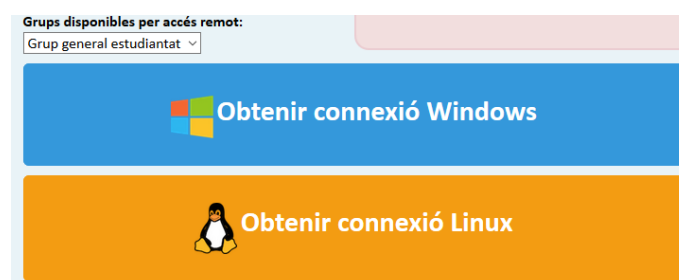 Grups disponibles per accés remot:
Grup general estudiantat
Obtenir connexió Windows
Obtenir connexió Linux